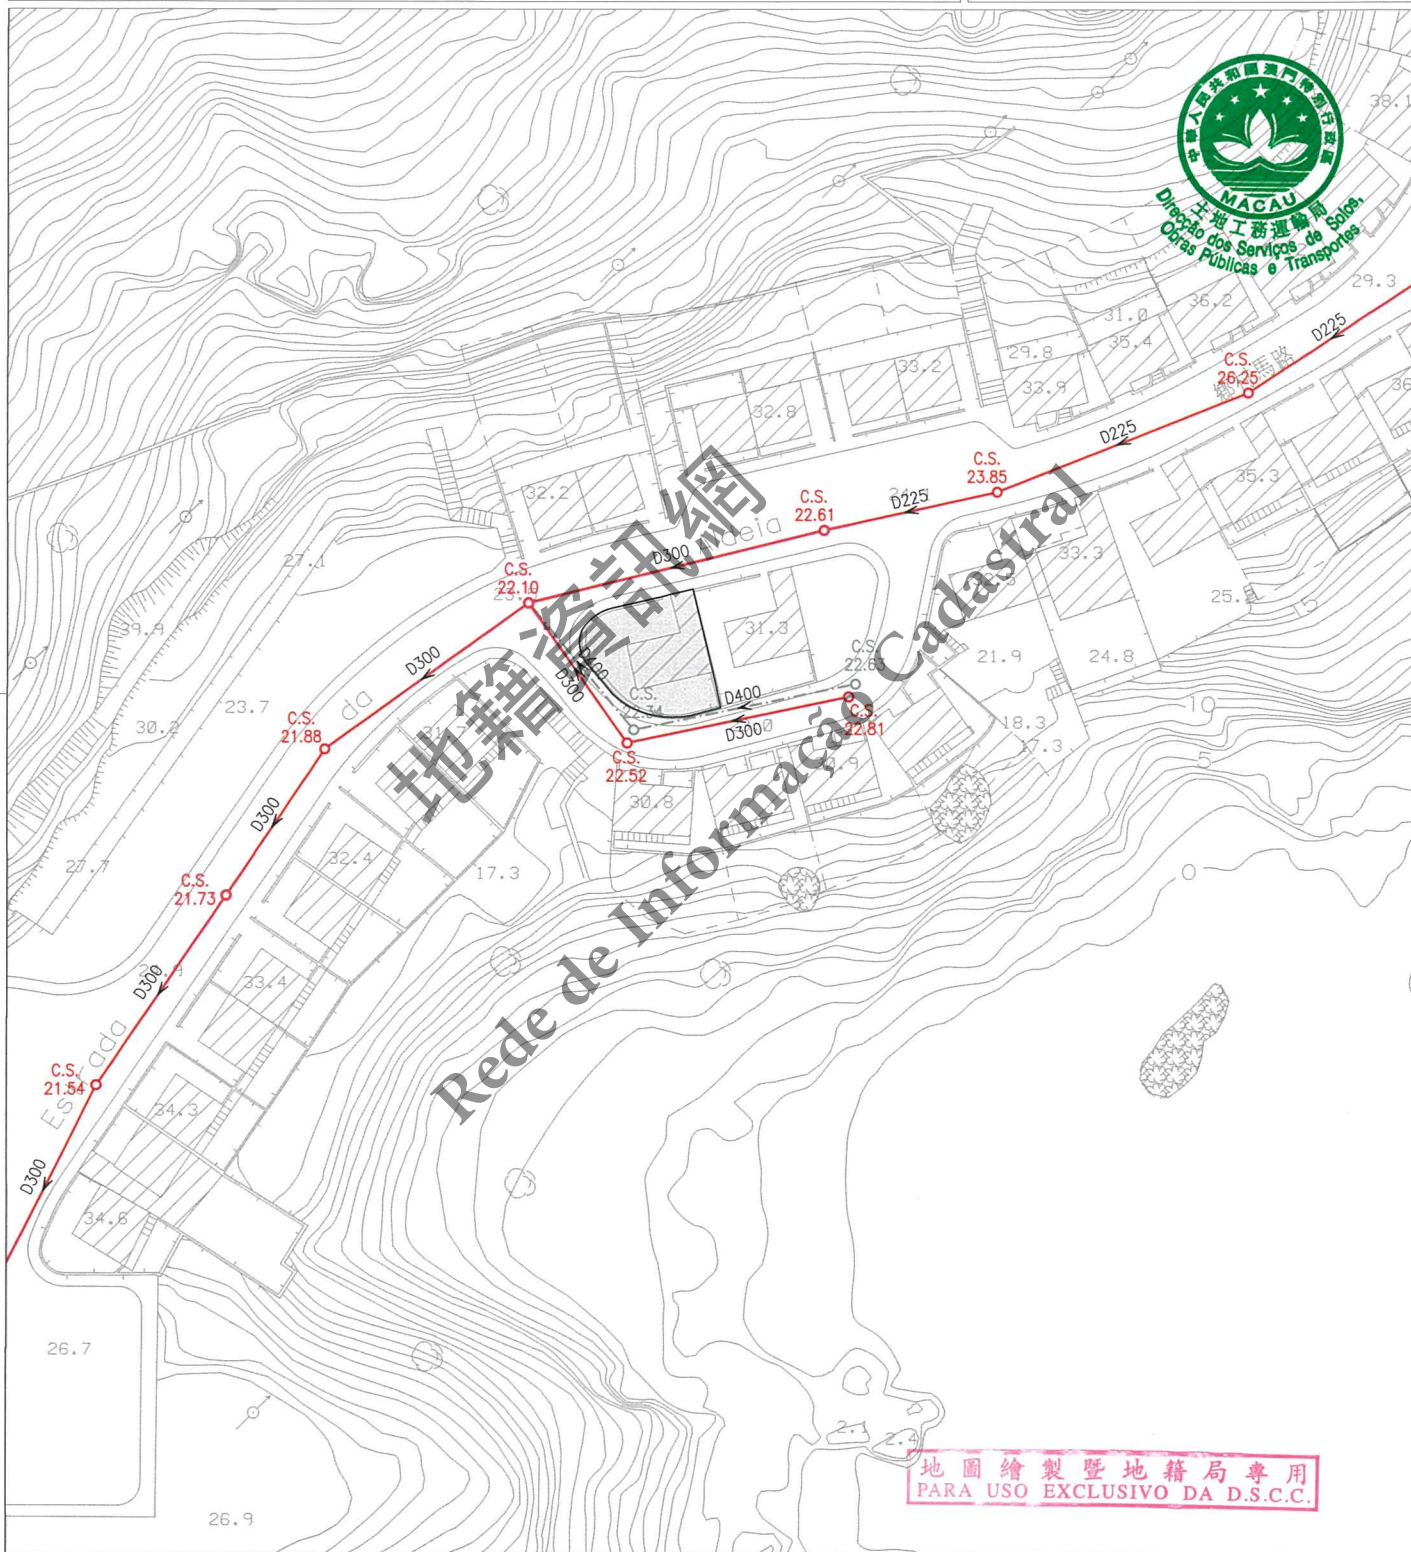 中華人民共和國澳門特別行政區
MACAU
土地工務運輸局
Direcção dos Serviços de Solos,
Obras Públicas e Transportes
38.1
29.3
36.2
31.0
35.4
D225
C.S.
26.25
29.8
33.2
33.9
32.8
D225
C.S.
23.85
35.3
32.2
C.S.
22.61
D225
33.3
D300
27.1
C.S.
22.10
39.9
31.3
15
D300
D400
D300
C.S.
22.63
21.9
24.8
23.7
30.2
da
C.S.
21.88
C.S.
D400
D300
C.S.
22.81
18.3
17.3
10
5
C.S.
22.52
30.8
D300
32.4
27.7
17.3
0
C.S.
21.73
D300
33.4
Estrada
C.S.
21.54
34.3
D300
34.6
26.7
26.9
2.1
2.4
地籍資訊網
Rede de Informação Cadastral
地圖繪製暨地籍局專用
PARA USO EXCLUSIVO DA D.S.C.C.